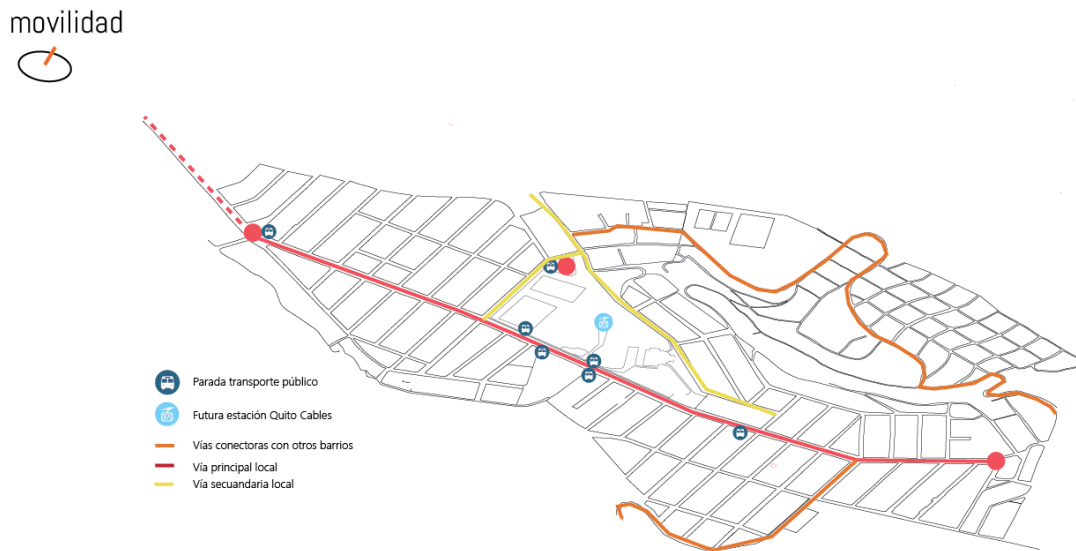 movilidad
Parada transporte público
Futura estación Quito Cables
Vías conectoras con otros barrios
Vía principal local
Vía secuandaria local